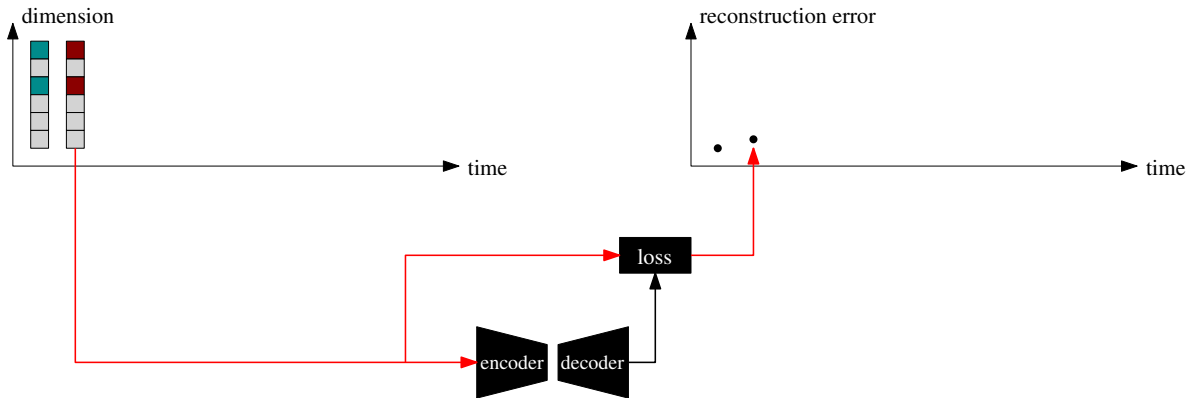 dimension
reconstruction error
time
time
loss
encoder
decoder